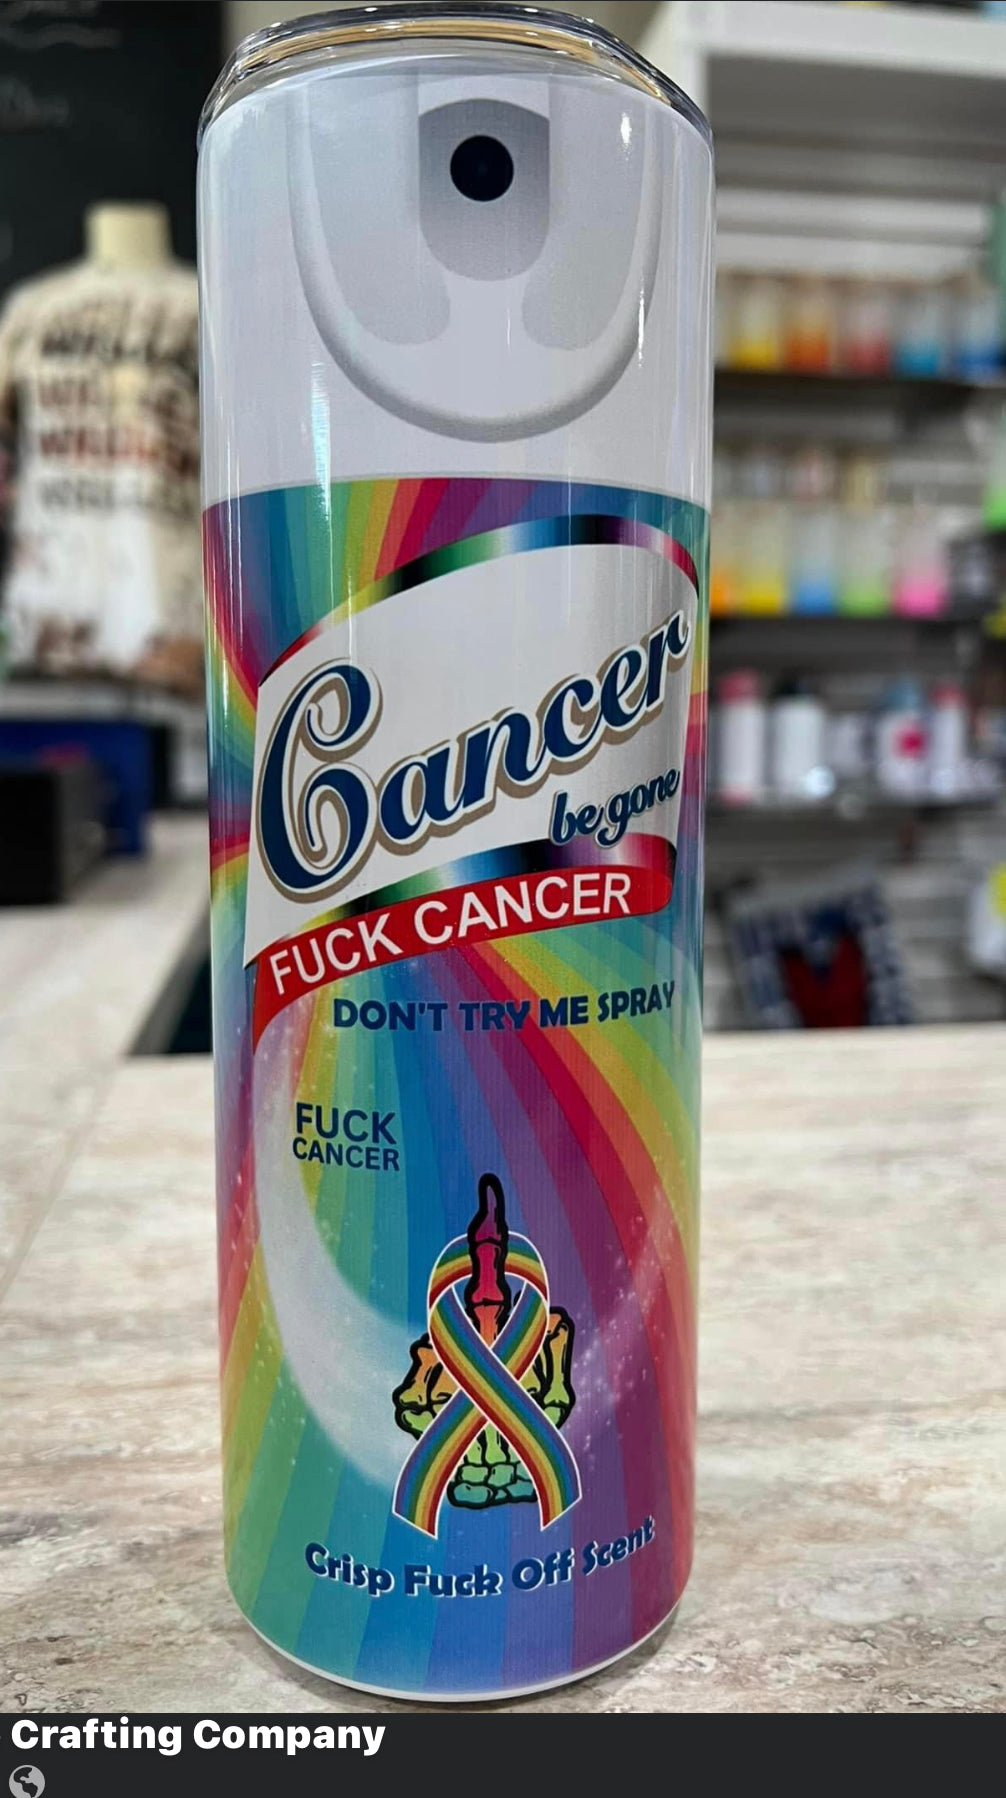 Cancer
be gone
FUCK CANCER
DON'T TRY ME SPRAY
FUCK
CANCER
Crisp Fuck Off Scent
Crafting Company